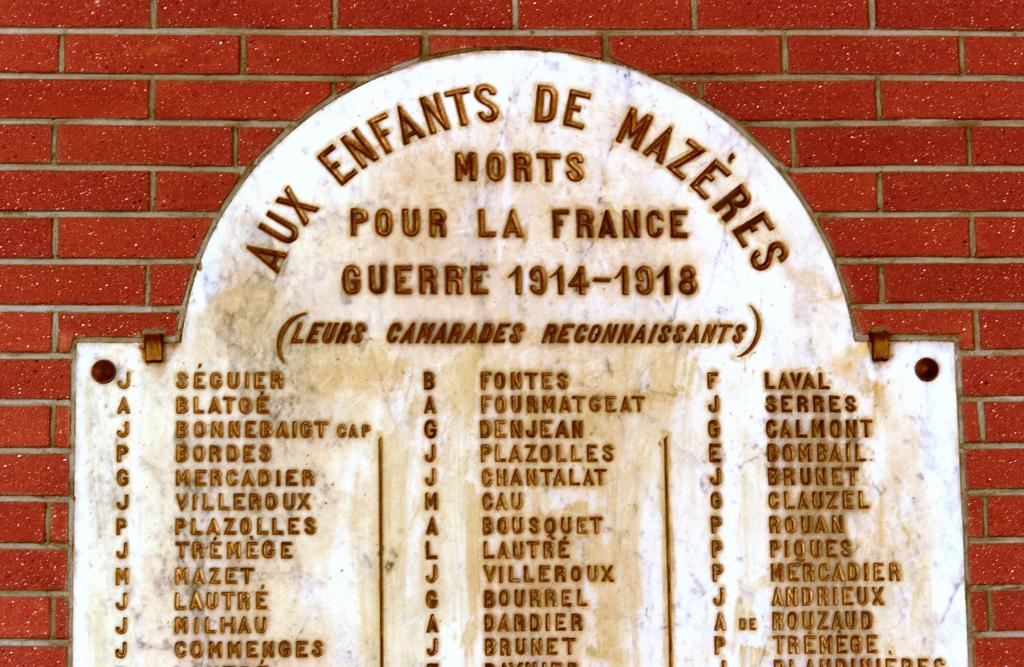 AUX ENFANTS DE MAZÈRES
MORTS
POUR LA FRANCE
GUERRE 1914-1918
(LEURS CAMARADES RECONNAISSANTS)
J SÉGUIER
A BLATGÉ
J BONNEBAIGT CAP
P BORDES
G MERCADIER
J VILLEROUX
P PLAZOLLES
J TRÉMÈGE
M MAZET
J LAUTRÉ
J MILHAU
J COMMENGES
B FONTES
A FOURMATGEAT
G DENJEAN
J PLAZOLLES
J CHANTALAT
M CAU
A BOUSQUET
L LAUTRÉ
J VILLEROUX
G BOURREL
A DARDIER
J BRUNET
F LAVAL
J SERRES
G CALMONT
E BOMBAIL
J BRUNET
G CLAUZEL
P ROUAN
P PIQUES
P MERCADIER
J ANDRIEUX
A DE ROUZAUD
P TRÉMÈGE